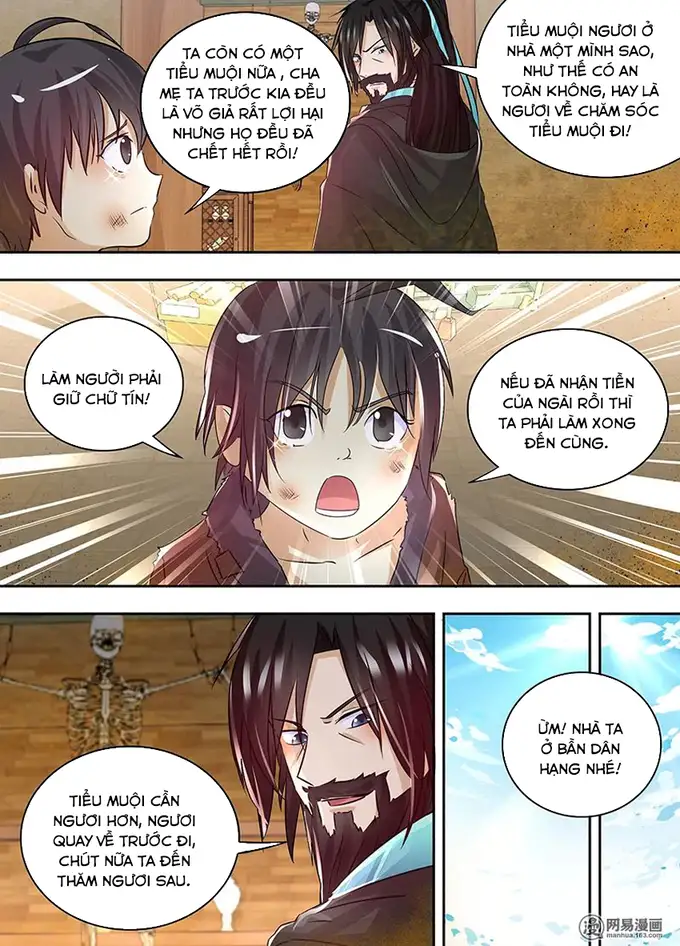 TA CÒN CÓ MỘT
TIỂU MUỘI NỮA , CHA
MẸ TA TRƯỚC KIA ĐỀU
LÀ VÕ GIẢ RẤT LỢI HẠI
NHƯNG HỌ ĐỀU ĐÃ
CHẾT HẾT RỒI!
TIỂU MUỘI NGƯƠI Ở
NHÀ MỘT MÌNH SAO,
NHƯ THẾ CÓ AN
TOÀN KHÔNG, HAY LÀ
NGƯƠI VỀ CHĂM SÓC
TIỂU MUỘI ĐI!
LÀM NGƯỜI PHẢI
GIỮ CHỮ TÍN!
NẾU ĐÃ NHẬN TIỀN
CỦA NGÀI RỒI THÌ
TA PHẢI LÀM XONG
ĐẾN CÙNG.
TIỂU MUỘI CẦN
NGƯƠI HƠN, NGƯƠI
QUAY VỀ TRƯỚC ĐI,
CHÚT NỮA TA ĐẾN
THĂM NGƯƠI SAU.
ỪM! NHÀ TA
Ở BẦN DÂN
HẠNG NHÉ!
网易漫画
manhua.163.com